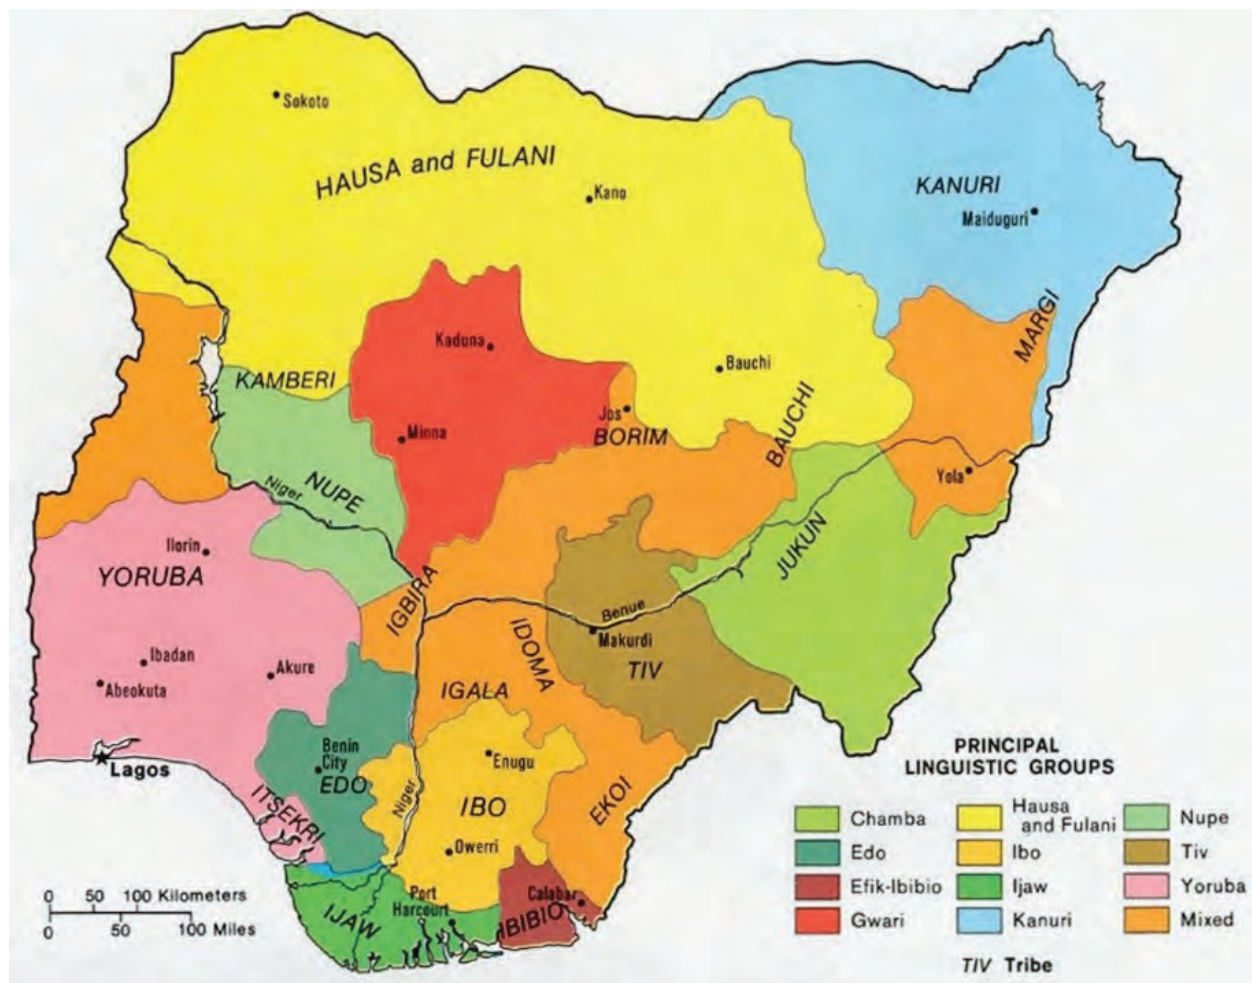 Sokoto
HAUSA and FULANI
Kano
KANURI
Maiduguri
MARGI
Kaduna
Bauchi
KAMBERI
Jos
BORIM
BAUCHI
Minna
Niger
NUPE
Yola
Ilorin
YORUBA
JUKUN
IGBIRA
Benue
Makurdi
IDOMA
TIV
Ibadan
Akure
Abeokuta
IGALA
Lagos
Benin
City
EDO
Enugu
Niger
IBO
EKOI
ITSEKRI
Owerri
Port
Harcourt
Calabar
IJAW
IBIBIO
0 50 100 Kilometers
0 50 100 Miles
PRINCIPAL
LINGUISTIC GROUPS
Chamba
Edo
Efik-Ibibio
Gwari
Hausa
and Fulani
Ibo
Ijaw
Kanuri
Nupe
Tiv
Yoruba
Mixed
TIV Tribe